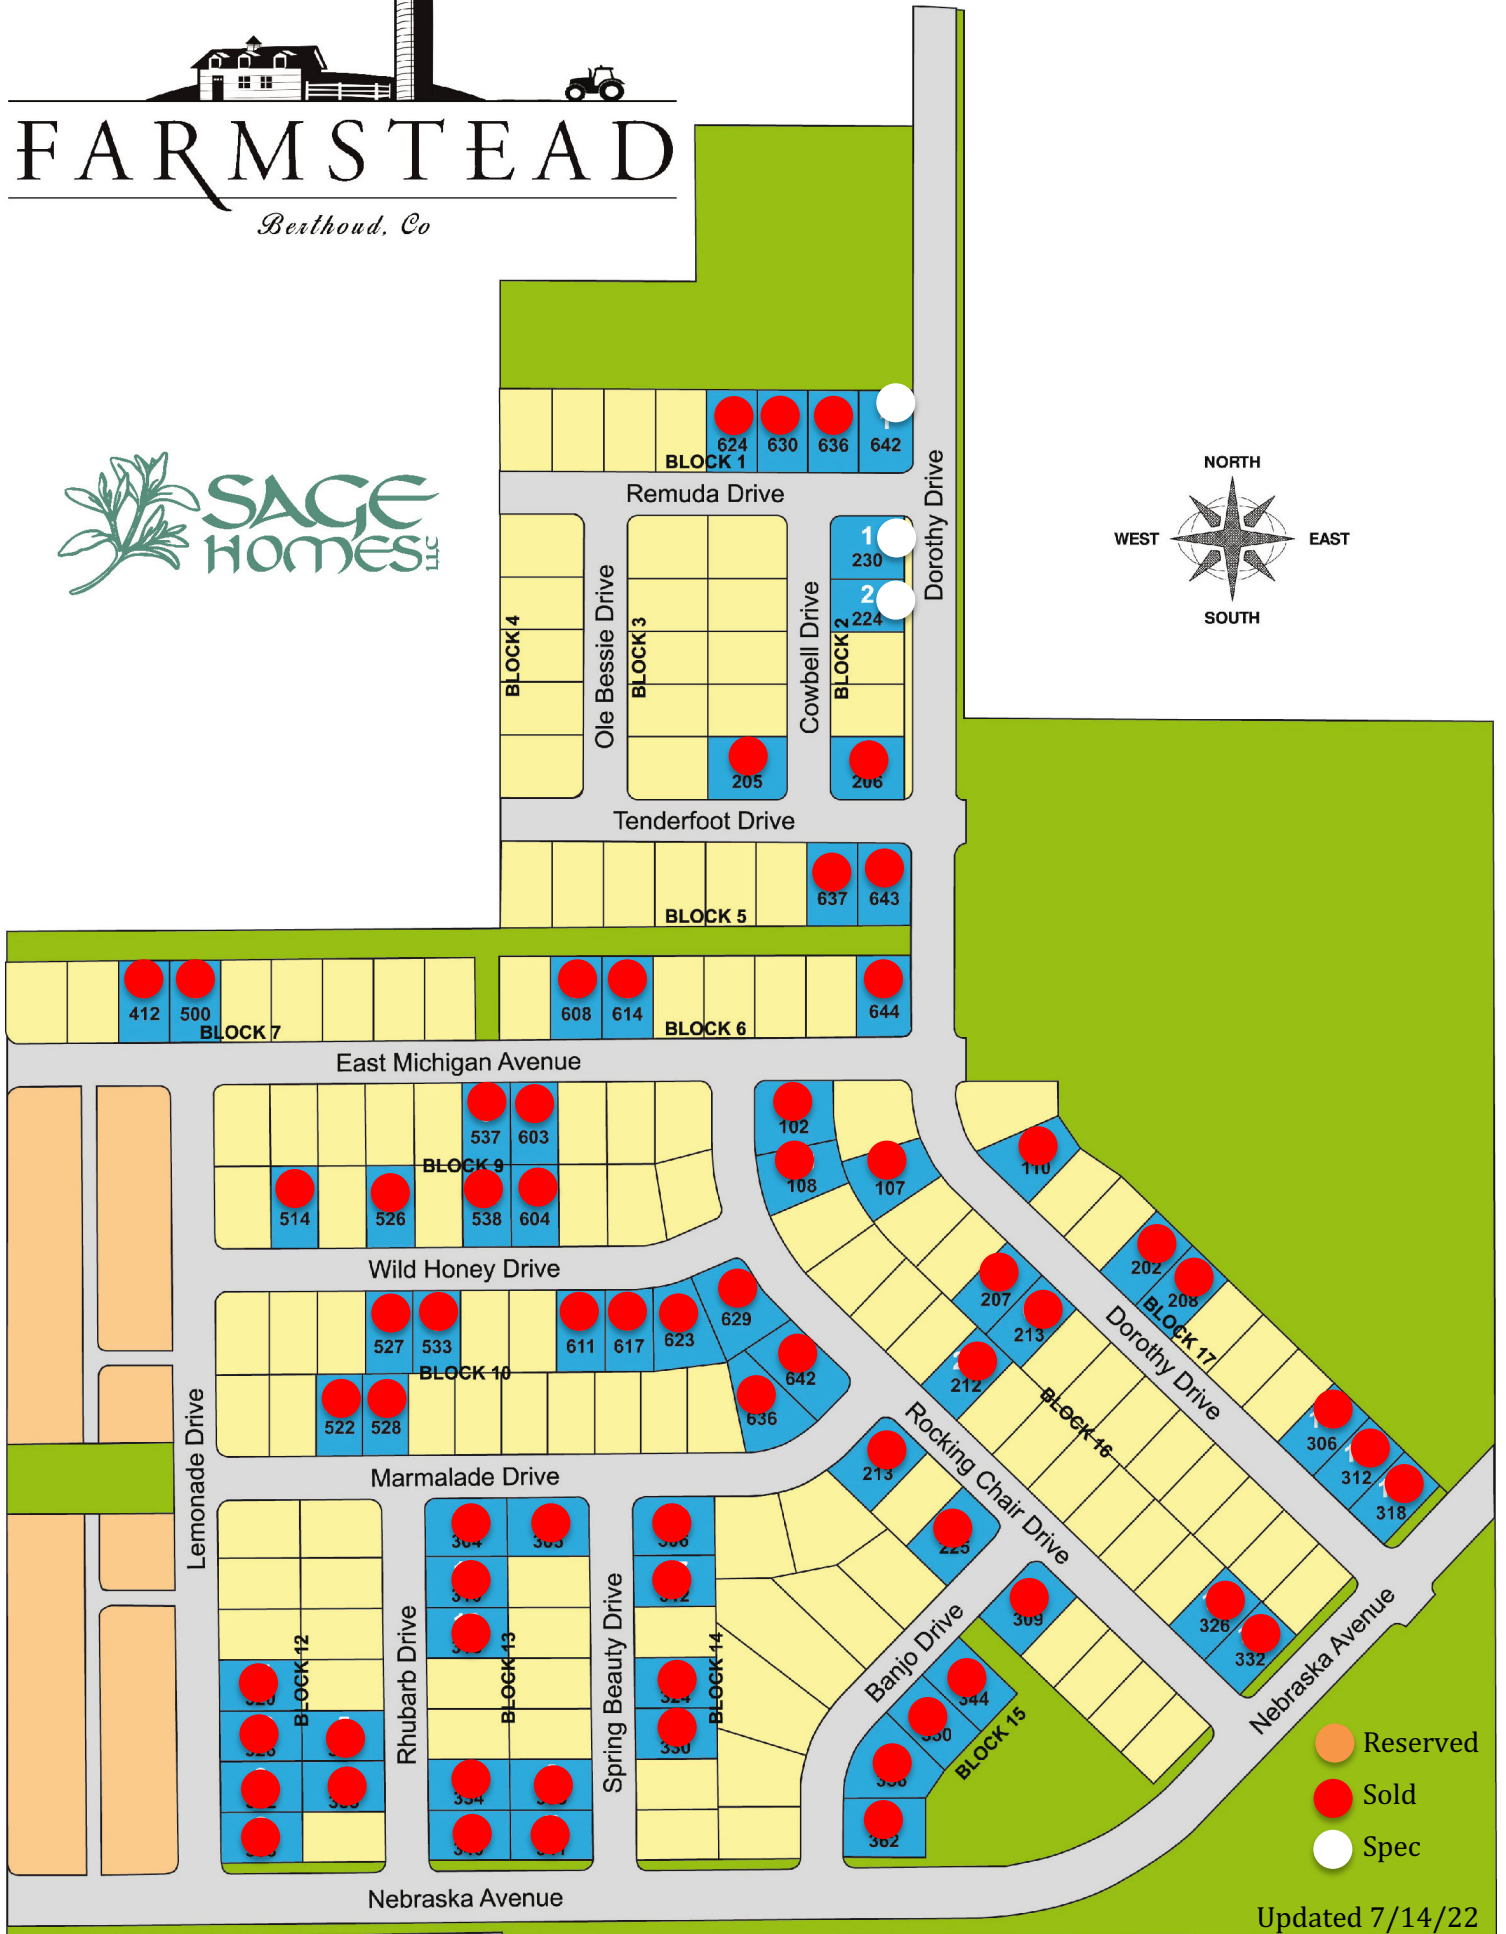 FARMSTEAD
Berthoud, Co
SAGE
HOMES LLC
NORTH
WEST
EAST
SOUTH
624
630
636
642
BLOCK 1
Remuda Drive
Dorothy Drive
1
230
2
224
BLOCK 4
Ole Bessie Drive
BLOCK 3
Cowbell Drive
BLOCK 2
205
206
Tenderfoot Drive
637
643
BLOCK 5
412
500
BLOCK 7
608
614
BLOCK 6
644
East Michigan Avenue
537
603
BLOCK 9
514
526
538
604
102
108
107
110
Wild Honey Drive
527
533
611
617
623
629
BLOCK 10
642
636
522
528
202
208
BLOCK 17
207
213
212
Dorothy Drive
BLOCK 16
306
312
318
Lemonade Drive
Marmalade Drive
213
225
Rocking Chair Drive
BLOCK 12
Rhubarb Drive
BLOCK 13
Spring Beauty Drive
BLOCK 14
324
330
334
Banjo Drive
309
344
350
362
BLOCK 15
326
332
Nebraska Avenue
Nebraska Avenue
Reserved
Sold
Spec
Updated 7/14/22